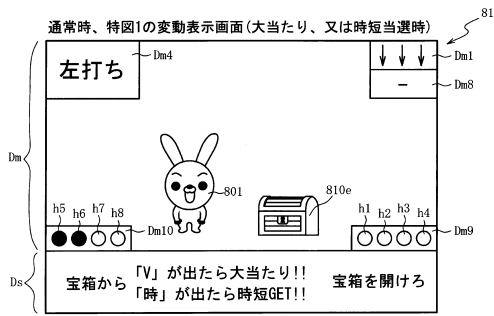 通常時、特図1の変動表示画面(大当たり、又は時短当選時)
81
左打ち
Dm4
Dm1
－
Dm8
Dm
801
810e
h5
h6
h7
h8
Dm10
h1
h2
h3
h4
Dm9
Ds
宝箱から
「V」が出たら大当たり!!
「時」が出たら時短GET!!
宝箱を開けろ